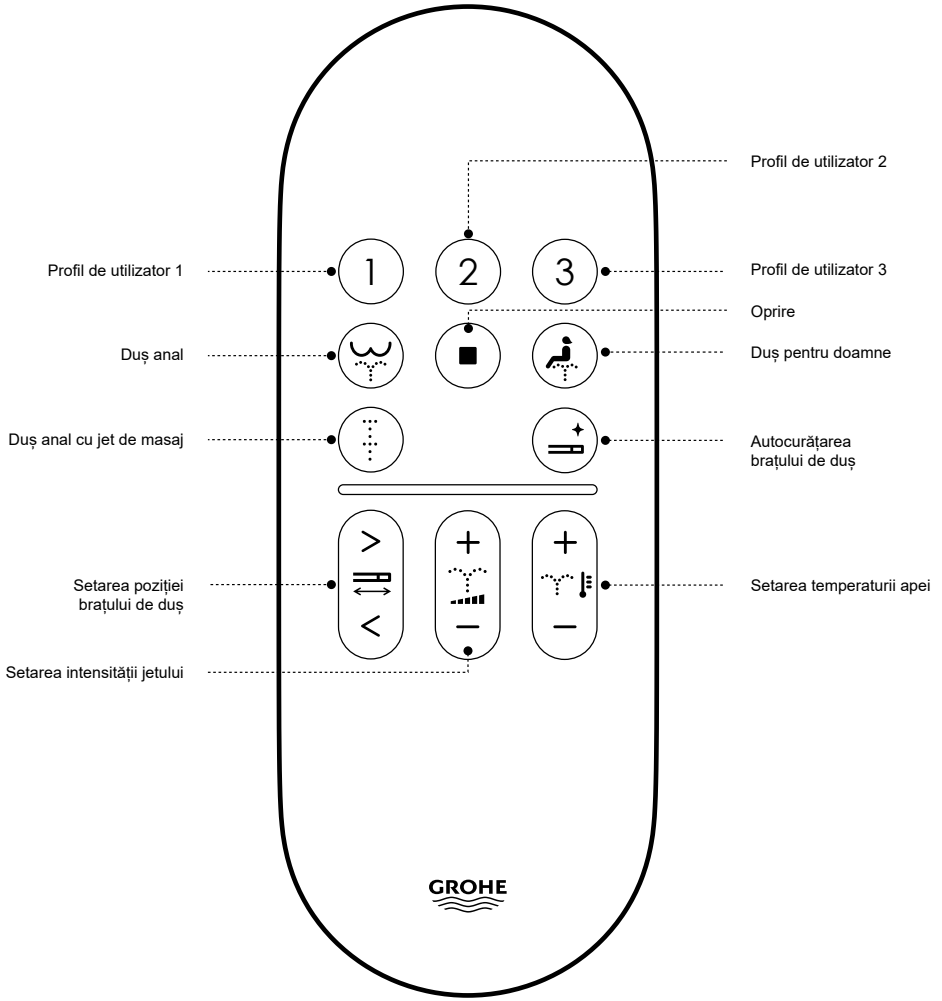 Profil de utilizator 2
Profil de utilizator 1
1
2
3
Profil de utilizator 3
Oprire
Duș anal
Duș pentru doamne
Duș anal cu jet de masaj
Autocurățarea
brațului de duș
>
+
+
Setarea poziției
brațului de duș
Setarea temperaturii apei
<
−
−
Setarea intensității jetului
GROHE